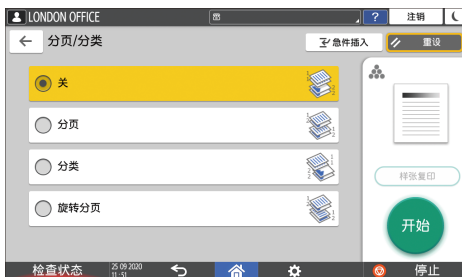 LONDON OFFICE
?
注销
分页/分类
急件插入
重设
关
分页
分类
旋转分页
样张复印
开始
检查状态
25 09 2020
11:51
停止